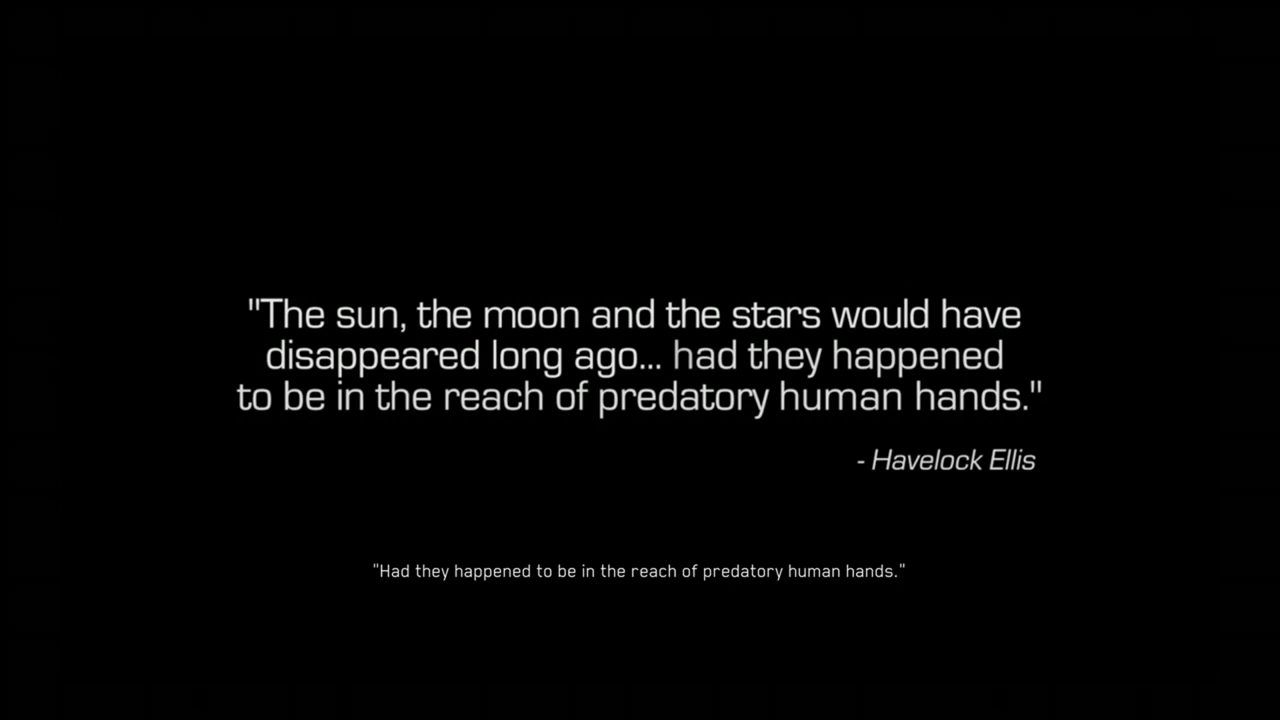 "The sun, the moon and the stars would have
disappeared long ago... had they happened
to be in the reach of predatory human hands."
- Havelock Ellis
"Had they happened to be in the reach of predatory human hands."